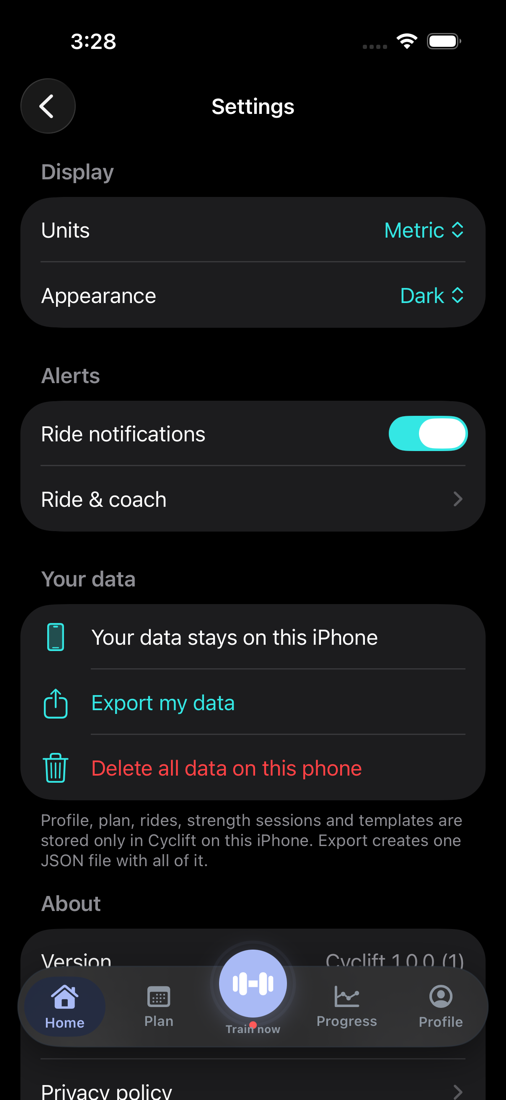 3:28
Settings
Display
Units
Metric
Appearance
Dark
Alerts
Ride notifications
Ride & coach
Your data
Your data stays on this iPhone
Export my data
Delete all data on this phone
Profile, plan, rides, strength sessions and templates are
stored only in Cyclift on this iPhone. Export creates one
JSON file with all of it.
About
Version
Cyclift 1.0.0 (1)
Home
Plan
Train now
Progress
Profile
Privacy policy